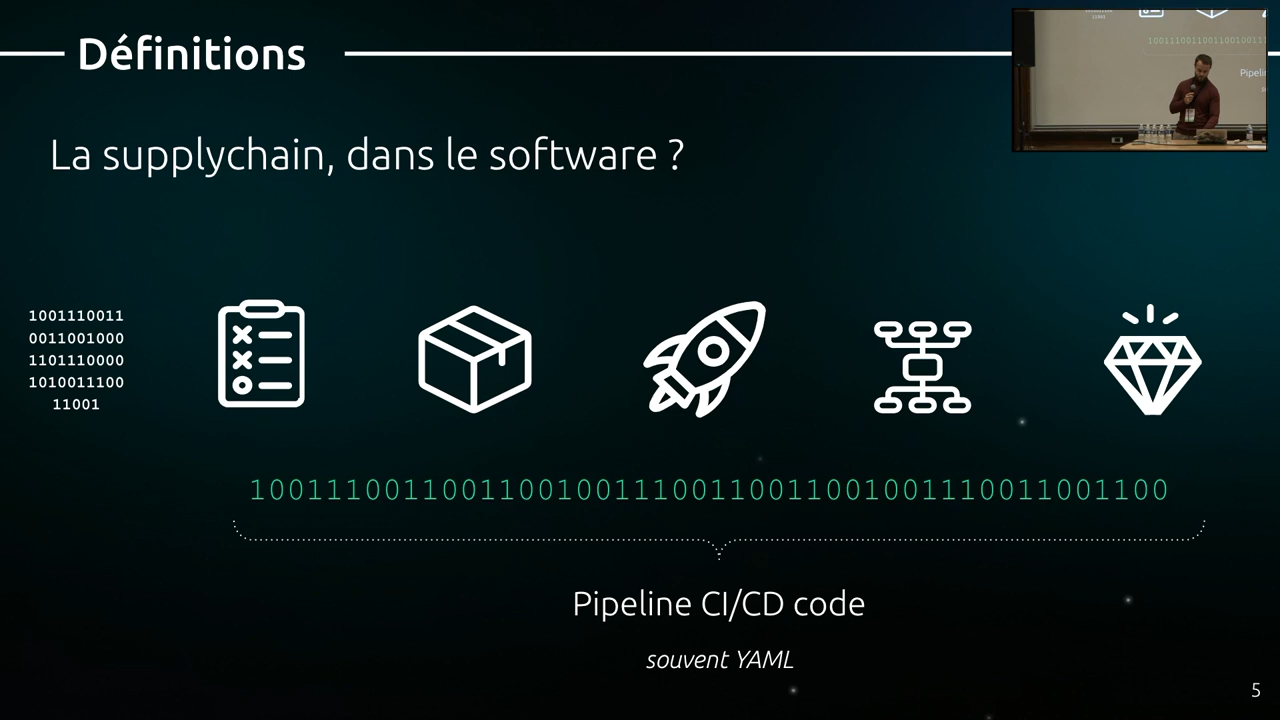 Définitions
La supplychain, dans le software ?
1001110011
0011001000
1101110000
1010011100
11001
100111001100110010011100110011001001110011001100
Pipeline CI/CD code
souvent YAML
5